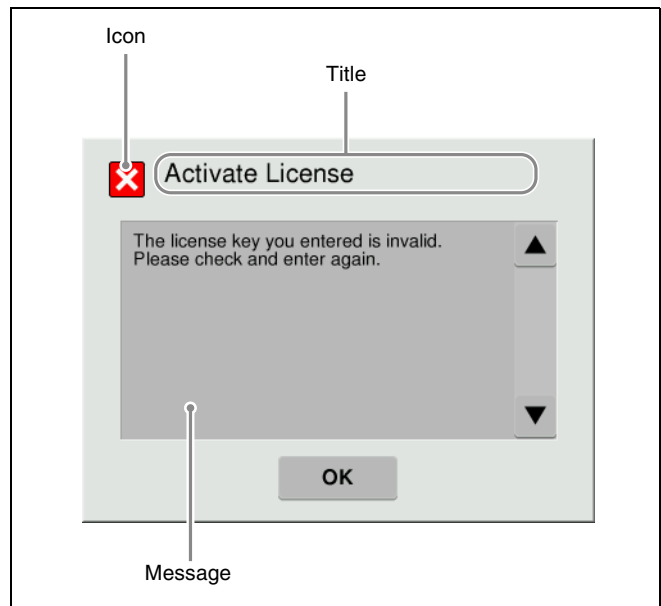 Icon
Title
Activate License
The license key you entered is invalid.
Please check and enter again.
OK
Message